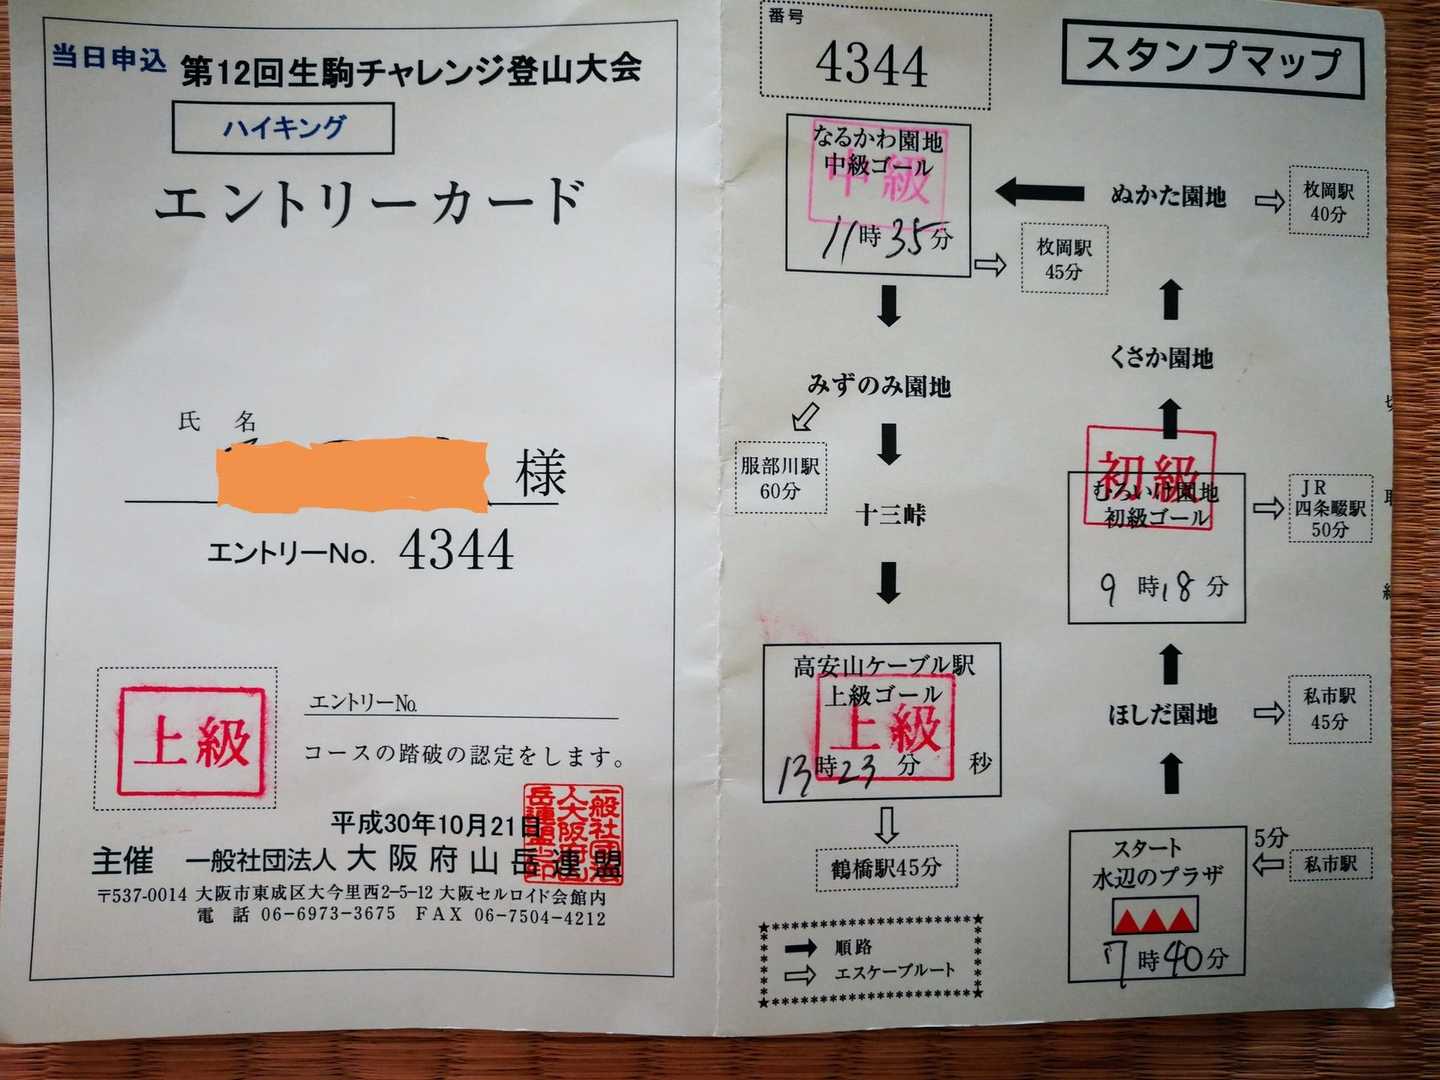 当日申込
第12回生駒チャレンジ登山大会
ハイキング
エントリーカード
氏 名
様
エントリーNo. 4344
上級
エントリーNo.
コースの踏破の認定をします。
平成30年10月21日
主催 一般社団法人 大阪府山岳連盟
〒537-0014 大阪市東成区大今里西2-5-12 大阪セルロイド会館内
電 話 06-6973-3675 FAX 06-7504-4212
番号
4344
スタンプマップ
なるかわ園地
中級ゴール
中級
11時35分
枚岡駅
45分
ぬかた園地
枚岡駅
40分
くさか園地
みずのみ園地
服部川駅
60分
十三峠
初級
むろいけ園地
初級ゴール
9時18分
JR
四条畷駅
50分
高安山ケーブル駅
上級ゴール
上級
13時23分 秒
鶴橋駅45分
ほしだ園地
私市駅
45分
スタート
水辺のプラザ
7時40分
5分
私市駅
順路
エスケープルート